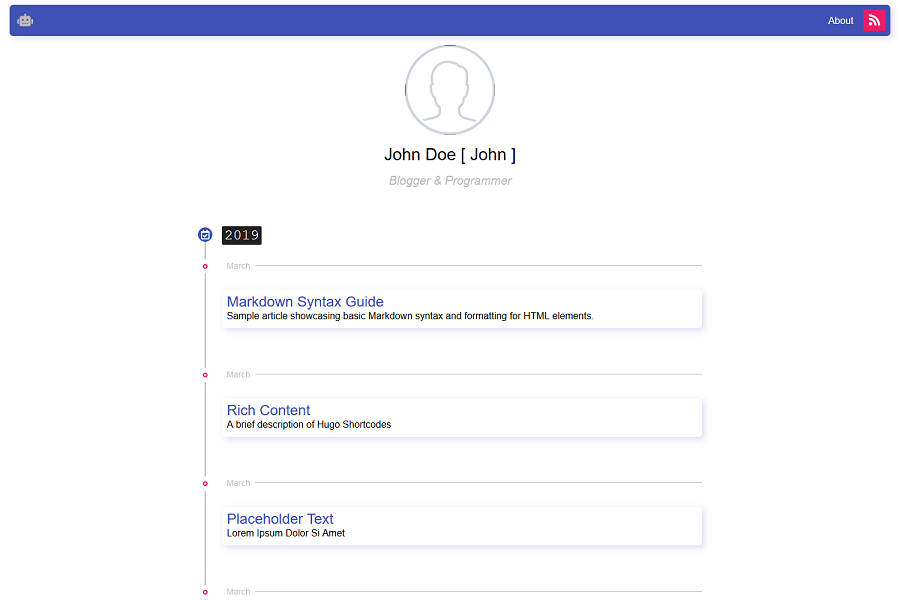 About
John Doe [ John ]
Blogger & Programmer
2019
March
Markdown Syntax Guide
Sample article showcasing basic Markdown syntax and formatting for HTML elements.
March
Rich Content
A brief description of Hugo Shortcodes
March
Placeholder Text
Lorem Ipsum Dolor Si Amet
March